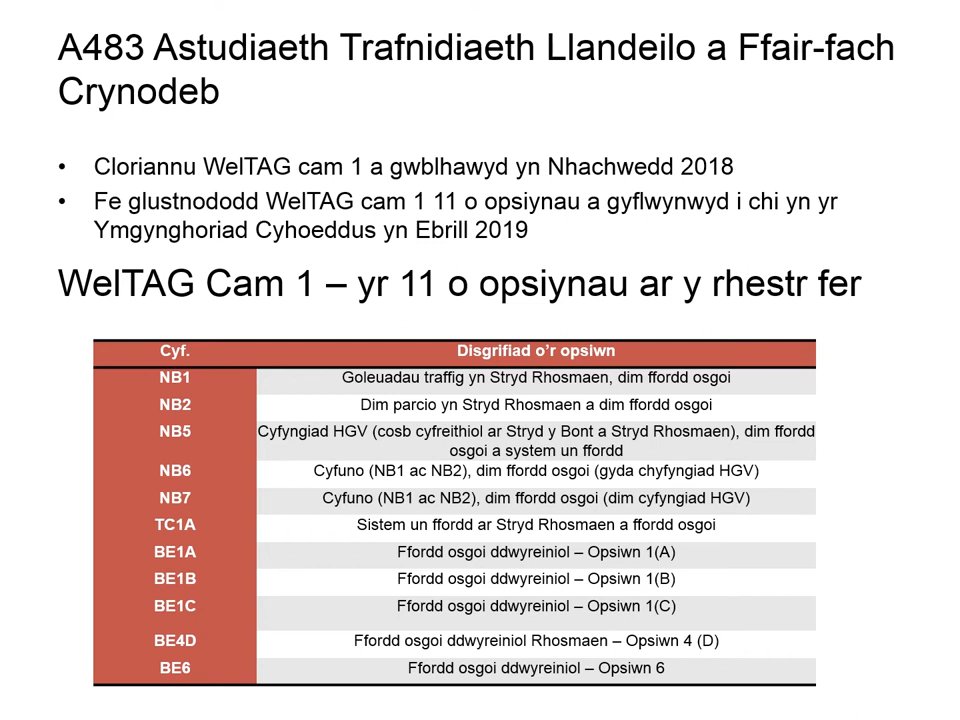 A483 Astudiaeth Trafnidiaeth Llandeilo a Ffair-fach
Crynodeb
• Cloriannu WelTAG cam 1 a gwblhawyd yn Nhachwedd 2018
• Fe glustnododd WelTAG cam 1 11 o opsiynau a gyflwynwyd i chi yn yr
Ymgynghoriad Cyhoeddus yn Ebrill 2019
WelTAG Cam 1 – yr 11 o opsiynau ar y rhestr fer
Cyf. Disgrifiad o’r opsiwn
NB1 Goleuadau traffig yn Stryd Rhosmaen, dim ffordd osgoi
NB2 Dim parcio yn Stryd Rhosmaen a dim ffordd osgoi
NB5 Cyfyngiad HGV (cosb cyfreithiol ar Stryd y Bont a Stryd Rhosmaen), dim ffordd
osgoi a system un ffordd
NB6 Cyfuno (NB1 ac NB2), dim ffordd osgoi (gyda chyfyngiad HGV)
NB7 Cyfuno (NB1 ac NB2), dim ffordd osgoi (dim cyfyngiad HGV)
TC1A Sistem un ffordd ar Stryd Rhosmaen a ffordd osgoi
BE1A Ffordd osgoi ddwyreiniol – Opsiwn 1(A)
BE1B Ffordd osgoi ddwyreiniol – Opsiwn 1(B)
BE1C Ffordd osgoi ddwyreiniol – Opsiwn 1(C)
BE4D Ffordd osgoi ddwyreiniol Rhosmaen – Opsiwn 4 (D)
BE6 Ffordd osgoi ddwyreiniol – Opsiwn 6